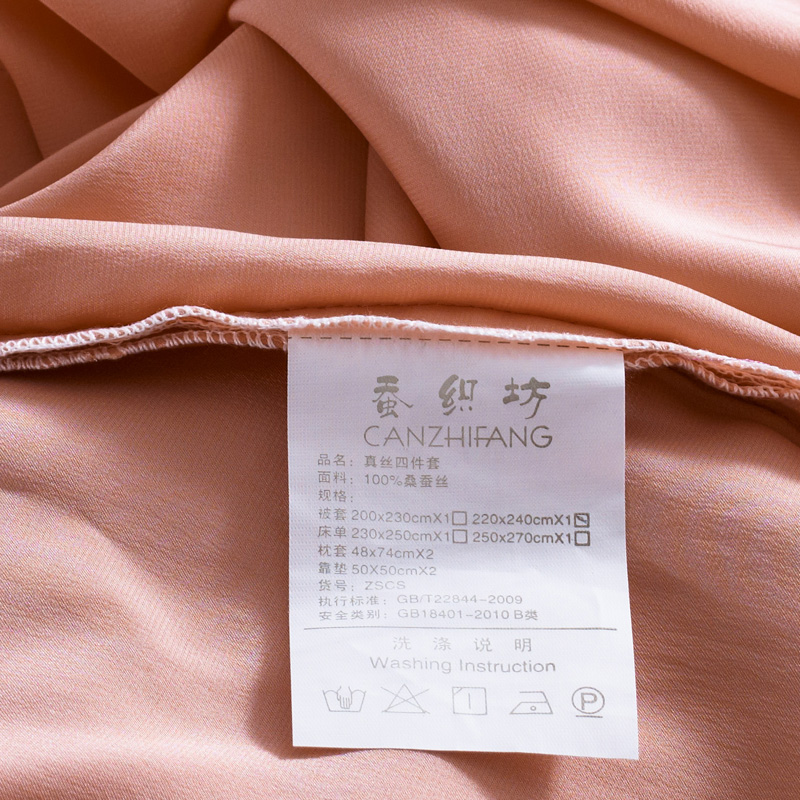 蚕织坊
CANZHIFANG
品名：真丝四件套
面料：100%桑蚕丝
规格：
被套 200x230cmX1☐ 220x240cmX1☑
床单 230x250cmX1☐ 250x270cmX1☐
枕套 48x74cmX2
靠垫 50X50cmX2
货号：ZSCS
执行标准：GB/T22844-2009
安全类别：GB18401-2010 B类
洗涤说明
Washing Instruction
P